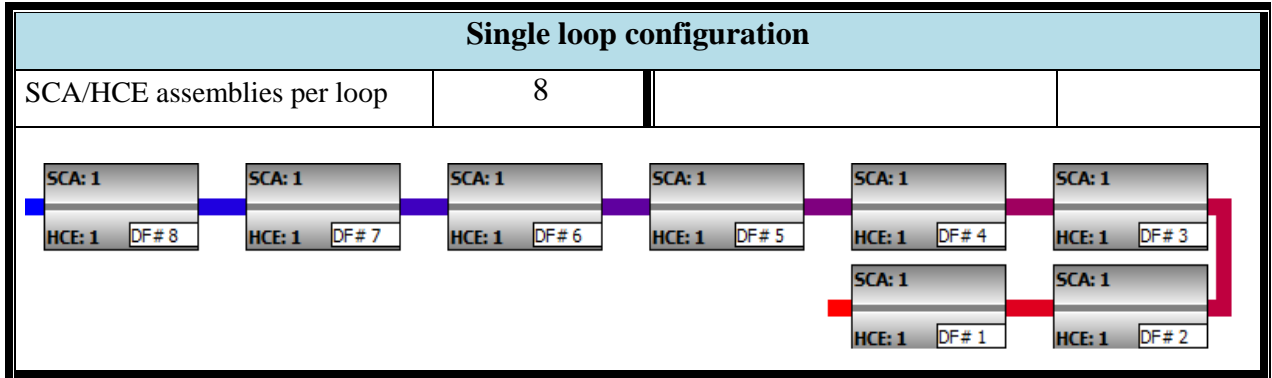 Single loop configuration
SCA/HCE assemblies per loop 8
SCA: 1 SCA: 1 SCA: 1 SCA: 1 SCA: 1 SCA: 1
HCE: 1 DF# 8 HCE: 1 DF# 7 HCE: 1 DF# 6 HCE: 1 DF# 5 HCE: 1 DF# 4 HCE: 1 DF# 3
SCA: 1 SCA: 1
HCE: 1 DF# 1 HCE: 1 DF# 2